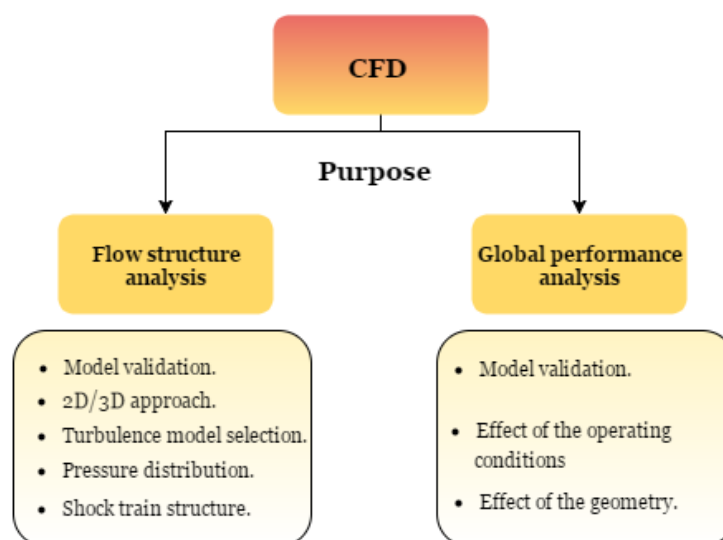 CFD
Purpose
Flow structure
analysis
• Model validation.
• 2D/3D approach.
• Turbulence model selection.
• Pressure distribution.
• Shock train structure.
Global performance
analysis
• Model validation.
• Effect of the operating
conditions
• Effect of the geometry.